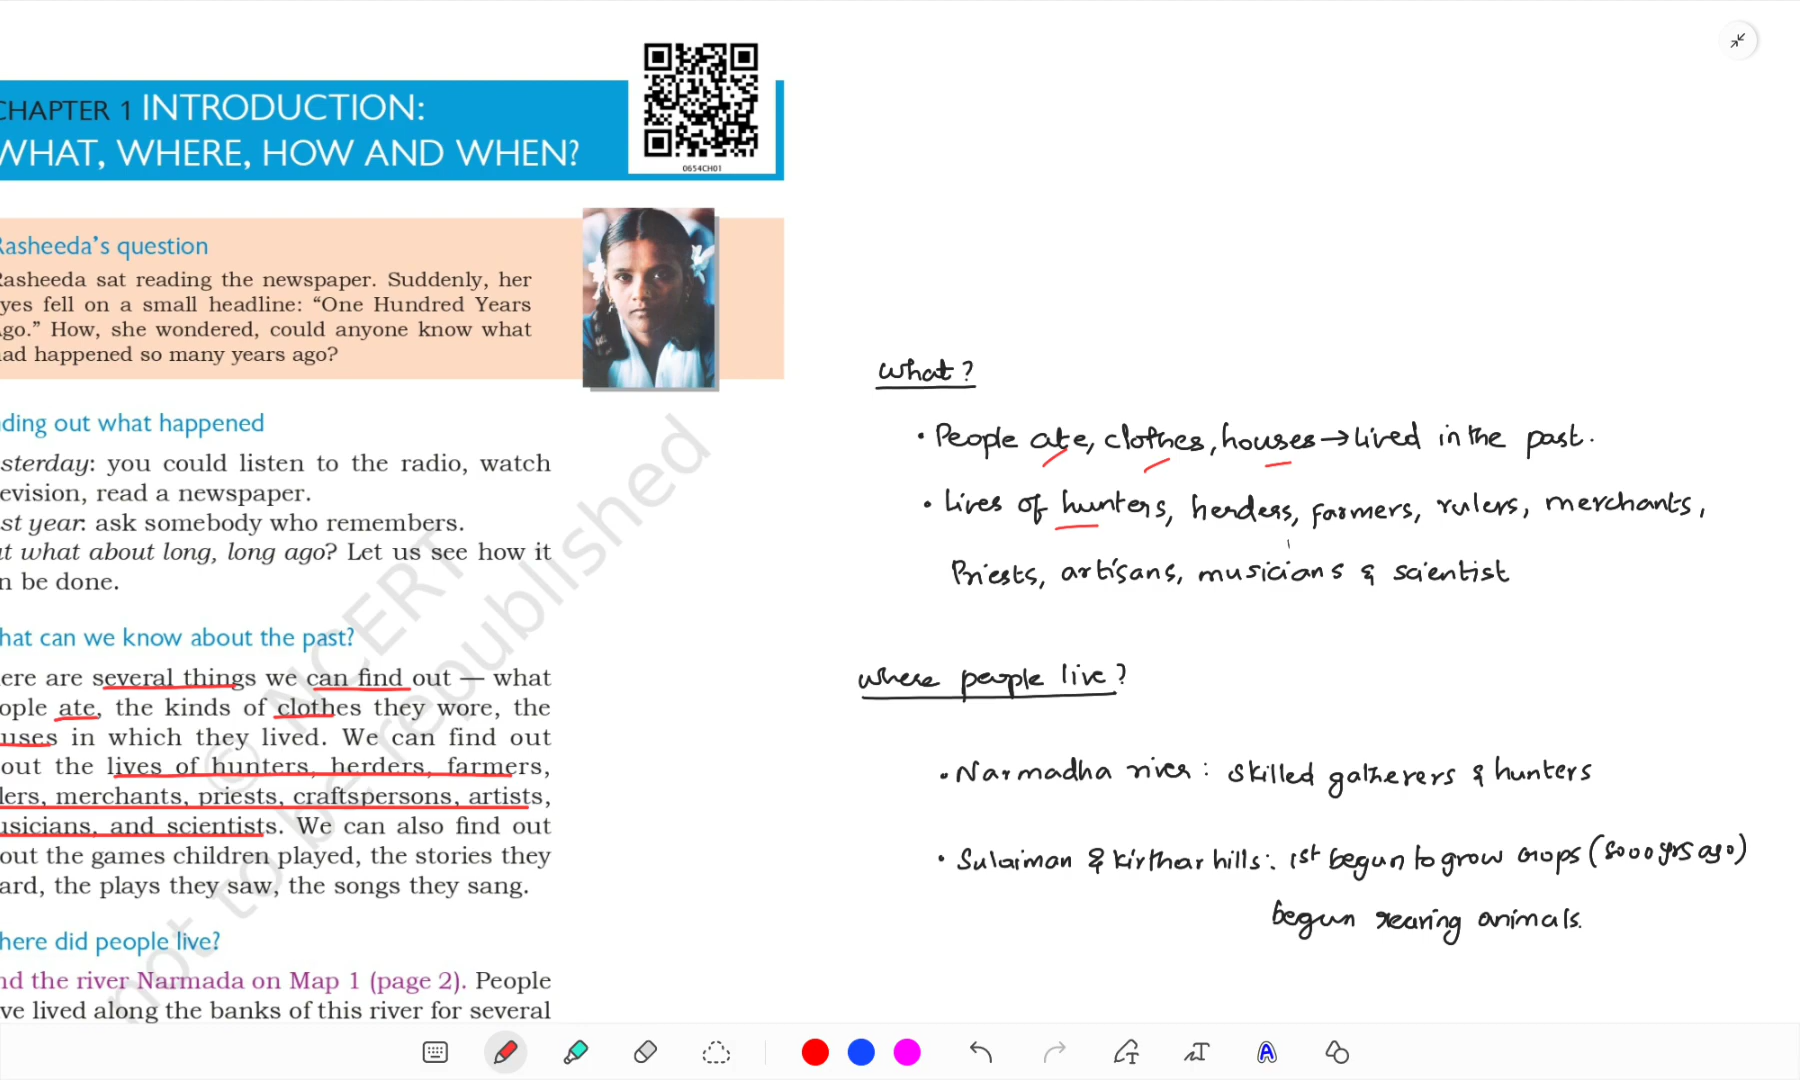 CHAPTER 1 INTRODUCTION:
WHAT, WHERE, HOW AND WHEN?
0654CH01
Rasheeda's question
Rasheeda sat reading the newspaper. Suddenly, her
yes fell on a small headline: “One Hundred Years
go.” How, she wondered, could anyone know what
ad happened so many years ago?
ding out what happened
sterday: you could listen to the radio, watch
evision, read a newspaper.
st year: ask somebody who remembers.
t what about long, long ago? Let us see how it
n be done.
hat can we know about the past?
ere are several things we can find out — what
ople ate, the kinds of clothes they wore, the
uses in which they lived. We can find out
out the lives of hunters, herders, farmers,
lers, merchants, priests, craftspersons, artists,
usicians, and scientists. We can also find out
out the games children played, the stories they
ard, the plays they saw, the songs they sang.
here did people live?
nd the river Narmada on Map 1 (page 2). People
ve lived along the banks of this river for several
© NCERT
not to be republished
What?
• People ate, clothes, houses → lived in the past.
• Lives of hunters, herders, farmers, rulers, merchants,
Priests, artisans, musicians & scientist
where people live?
• Narmadha river: skilled gatherers & hunters
• Sulaiman & kirthar hills: 1st begun to grow crops (8000 yrs ago)
begun rearing animals.